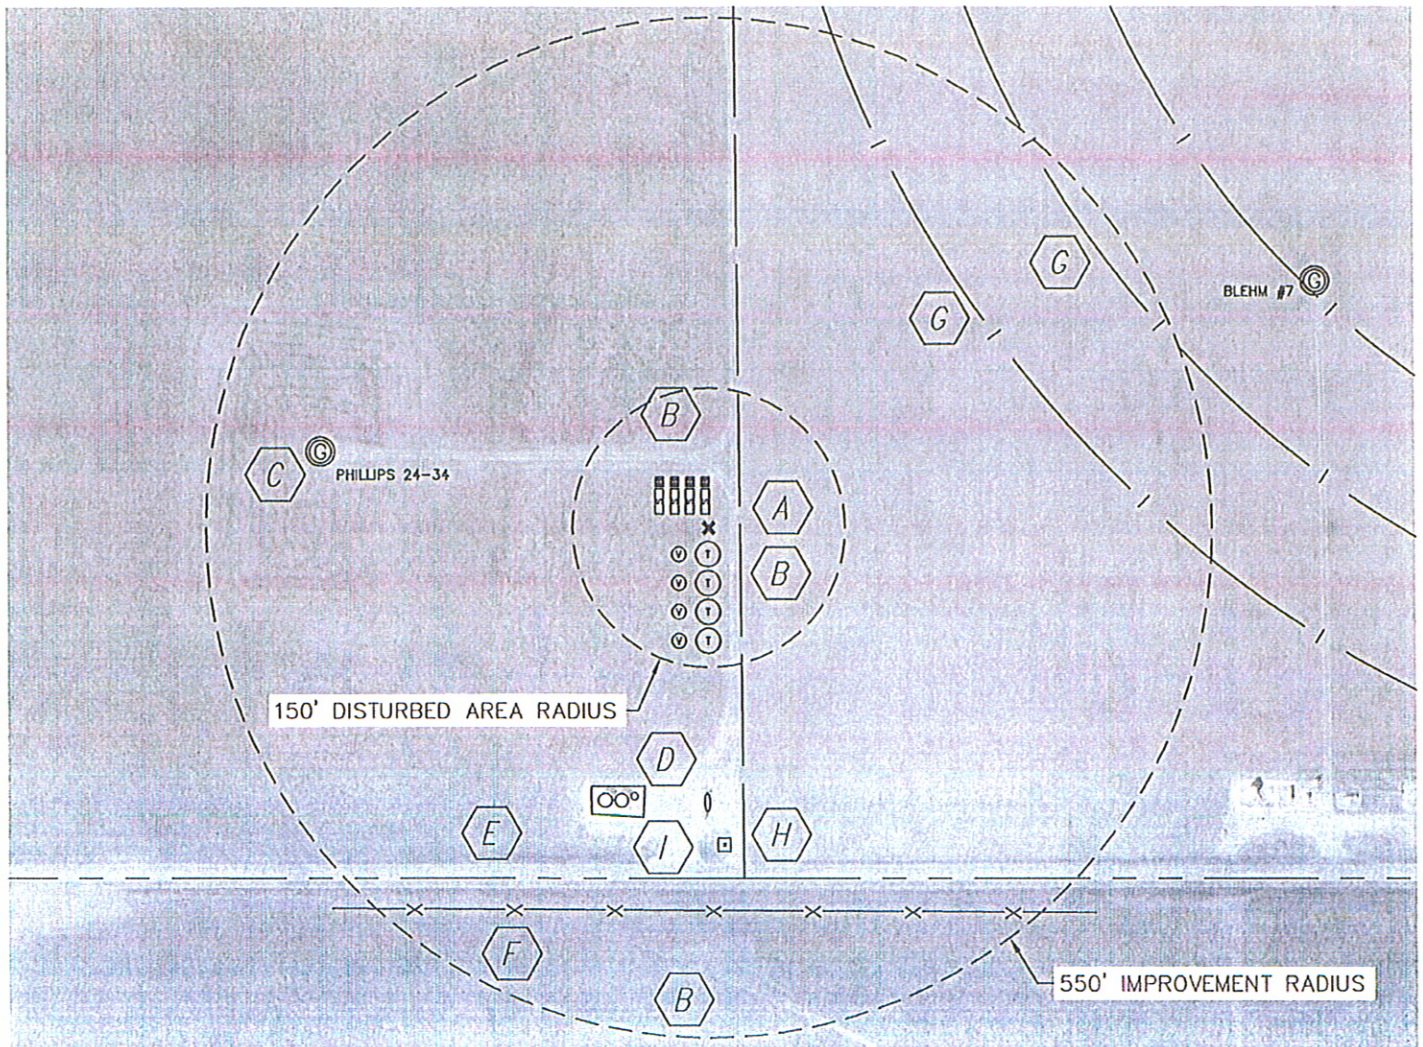 G
G
BLEHM #7 G
B
C G PHILLIPS 24-34
A
B
V T
V T
V T
V T
150' DISTURBED AREA RADIUS
D
E
I
H
F
B
550' IMPROVEMENT RADIUS